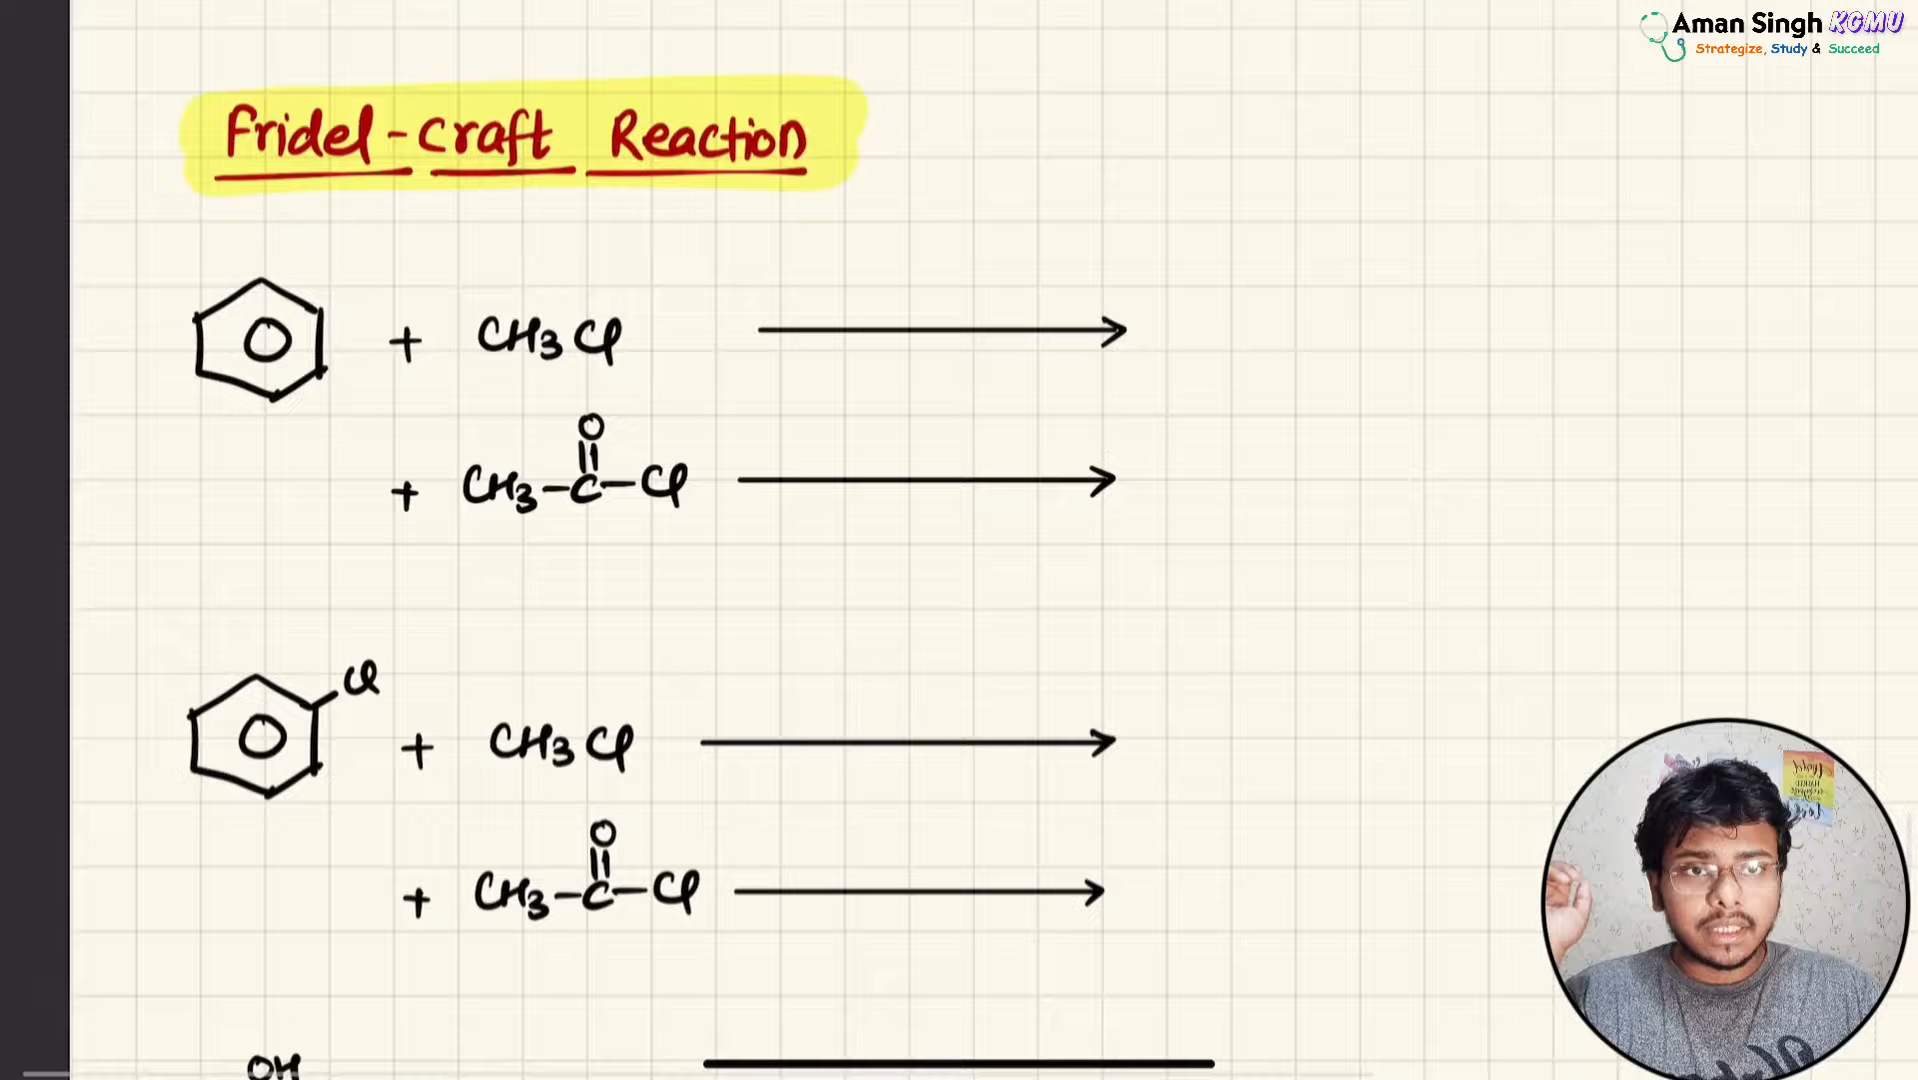 Aman Singh KGMU
Strategize, Study & Succeed
Fridel-Craft Reaction
+ CH3Cl
O
+ CH3-C-Cl
Cl
+ CH3Cl
O
+ CH3-C-Cl
OH